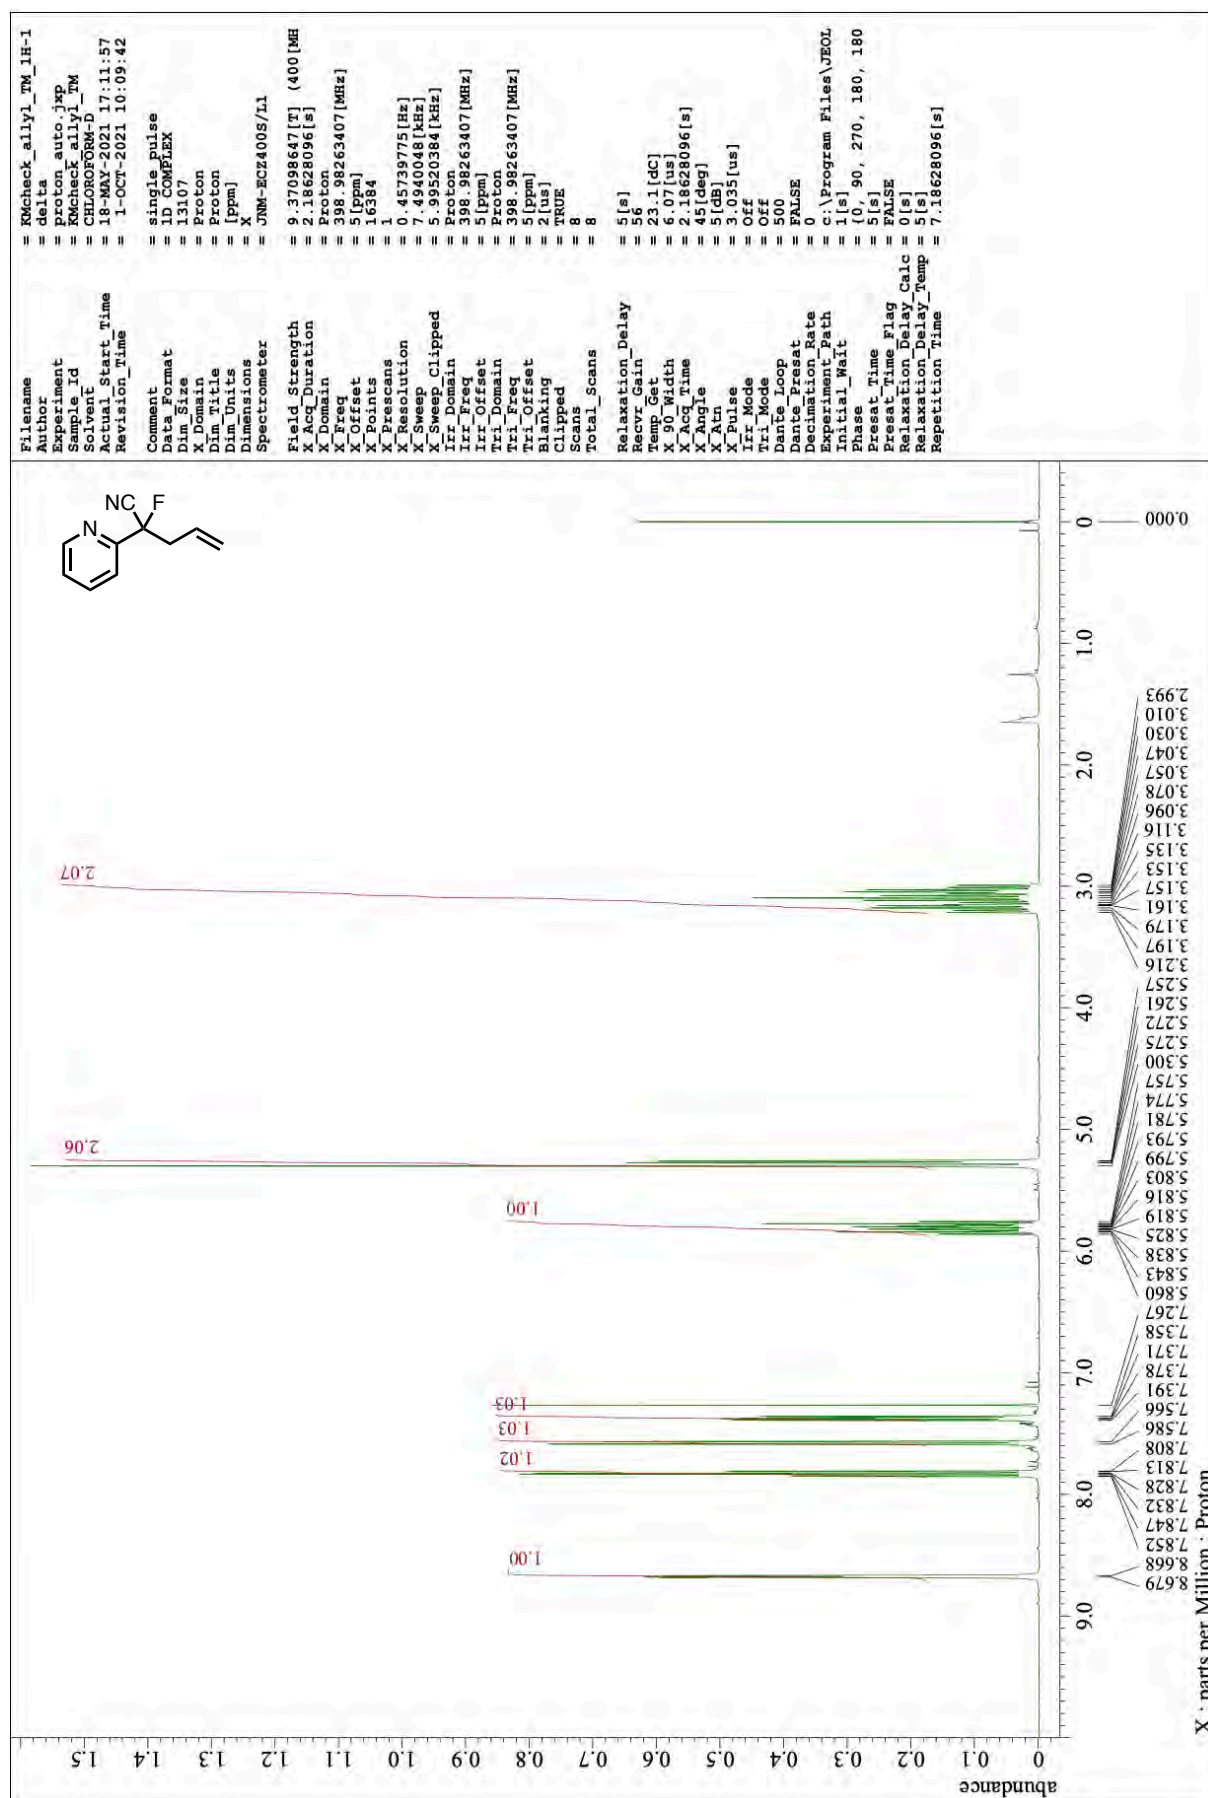 Filename = KMcheck_allyl_TM_1H-1
Author = delta
Experiment = proton_auto.jxp
Sample_Id = KMcheck_allyl_TM
Solvent = CHLOROFORM-D
Actual_Start_Time = 18-MAY-2021 17:11:57
Revision_Time = 1-OCT-2021 10:09:42
Comment = single_pulse
Data_Format = 1D COMPLEX
Dim_Size = 13107
X_Domain = Proton
Dim_Title = Proton
Dim_Units = [ppm]
Dimensions = X
Spectrometer = JNM-ECZ400S/L1
Field_Strength = 9.37098647[T] (400[MH
X_Acq_Duration = 2.18628096[s]
X_Domain = Proton
X_Freq = 398.98263407[MHz]
X_Offset = 5[ppm]
X_Points = 16384
X_Prescans = 1
X_Resolution = 0.45739775[Hz]
X_Sweep = 7.4940048[kHz]
X_Sweep_Clipped = 5.99520384[kHz]
Irr_Domain = Proton
Irr_Freq = 398.98263407[MHz]
Irr_Offset = 5[ppm]
Tri_Domain = Proton
Tri_Freq = 398.98263407[MHz]
Tri_Offset = 5[ppm]
Blanking = 2[us]
Clipped = TRUE
Scans = 8
Total_Scans = 8
Relaxation_Delay = 5[s]
Recvr_Gain = 56
Temp_Get = 23.1[dC]
X_90_Width = 6.07[us]
X_Acq_Time = 2.18628096[s]
X_Angle = 45[deg]
X_Atn = 5[dB]
X_Pulse = 3.035[us]
Irr_Mode = Off
Tri_Mode = Off
Dante_Loop = 500
Dante_Presat = FALSE
Decimation_Rate = 0
Experiment_Path = C:\Program Files\JEOL
Initial_Wait = 1[s]
Phase = {0, 90, 270, 180, 180
Presat_Time = 5[s]
Presat_Time_Flag = FALSE
Relaxation_Delay_Calc = 0[s]
Relaxation_Delay_Temp = 5[s]
Repetition_Time = 7.18628096[s]
NC F
N
abundance
0 0.1 0.2 0.3 0.4 0.5 0.6 0.7 0.8 0.9 1.0 1.1 1.2 1.3 1.4 1.5
1.00
1.02
1.03
1.03
1.00
2.06
2.07
9.0 8.0 7.0 6.0 5.0 4.0 3.0 2.0 1.0 0
8.679
8.668
7.852
7.847
7.832
7.828
7.813
7.808
7.586
7.566
7.391
7.378
7.371
7.358
7.267
5.860
5.843
5.838
5.825
5.819
5.816
5.803
5.799
5.793
5.781
5.774
5.757
5.300
5.275
5.272
5.261
5.257
3.216
3.197
3.179
3.161
3.157
3.153
3.135
3.116
3.096
3.078
3.057
3.047
3.030
3.010
2.993
0.000
X : parts per Million : Proton